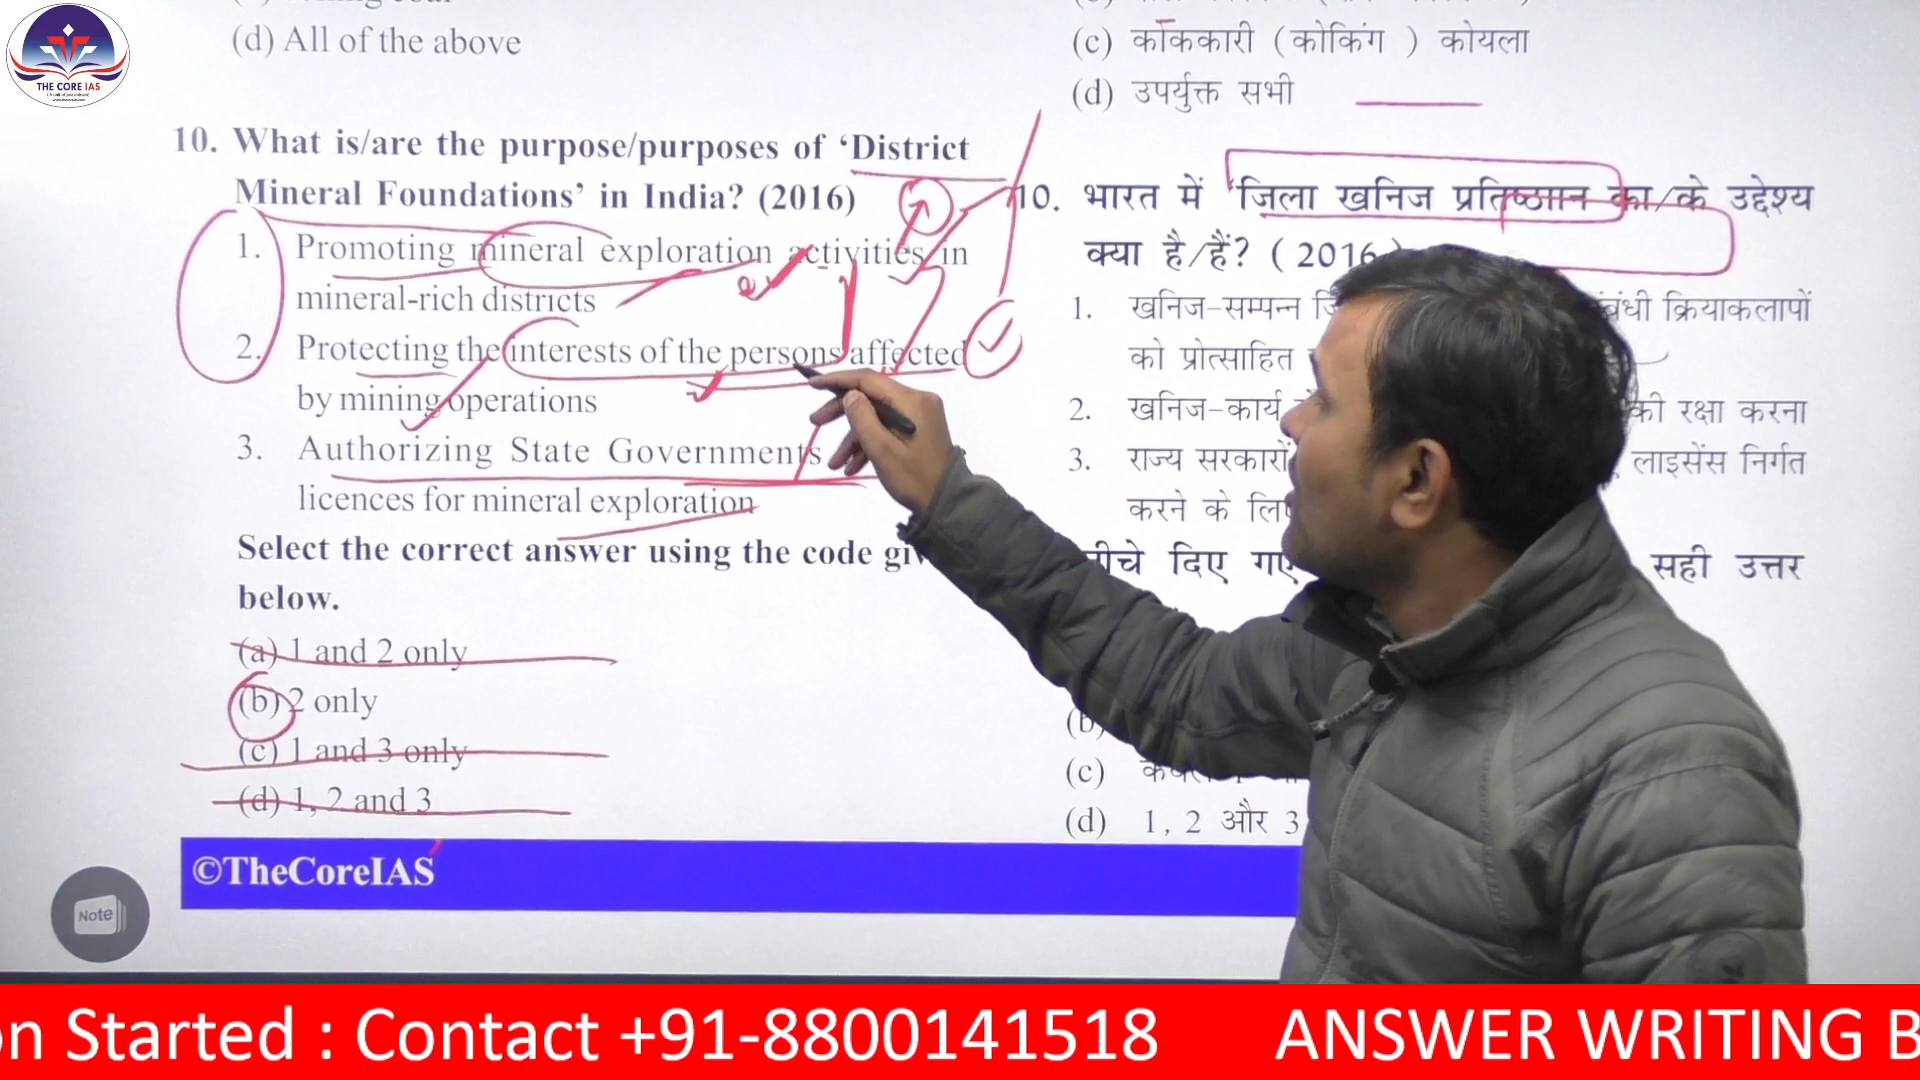 THE CORE IAS
(d) All of the above
10. What is/are the purpose/purposes of ‘District
Mineral Foundations’ in India? (2016)
1. Promoting mineral exploration activities in
mineral-rich districts
2. Protecting the interests of the persons affected
by mining operations
3. Authorizing State Governments
licences for mineral exploration
Select the correct answer using the code
below.
(a) 1 and 2 only
(b) 2 only
(c) 1 and 3 only
(d) 1, 2 and 3
©TheCoreIAS
Note
(c) कोककारी (कोकिंग ) कोयला
(d) उपर्युक्त सभी
10. भारत में ‘जिला खनिज प्रतिष्ठान का/के उद्देश्य
क्या है/हैं? ( 2016
1. खनिज-सम्पन्न क्रियाकलापों
को प्रोत्साहित
2. खनिज-कार्य की रक्षा करना
3. राज्य सरकारों लाइसेंस निर्गत
करने के
दिए सही उत्तर
(c)
(d) 1, 2 और 3
Started : Contact +91-8800141518 ANSWER WRITING